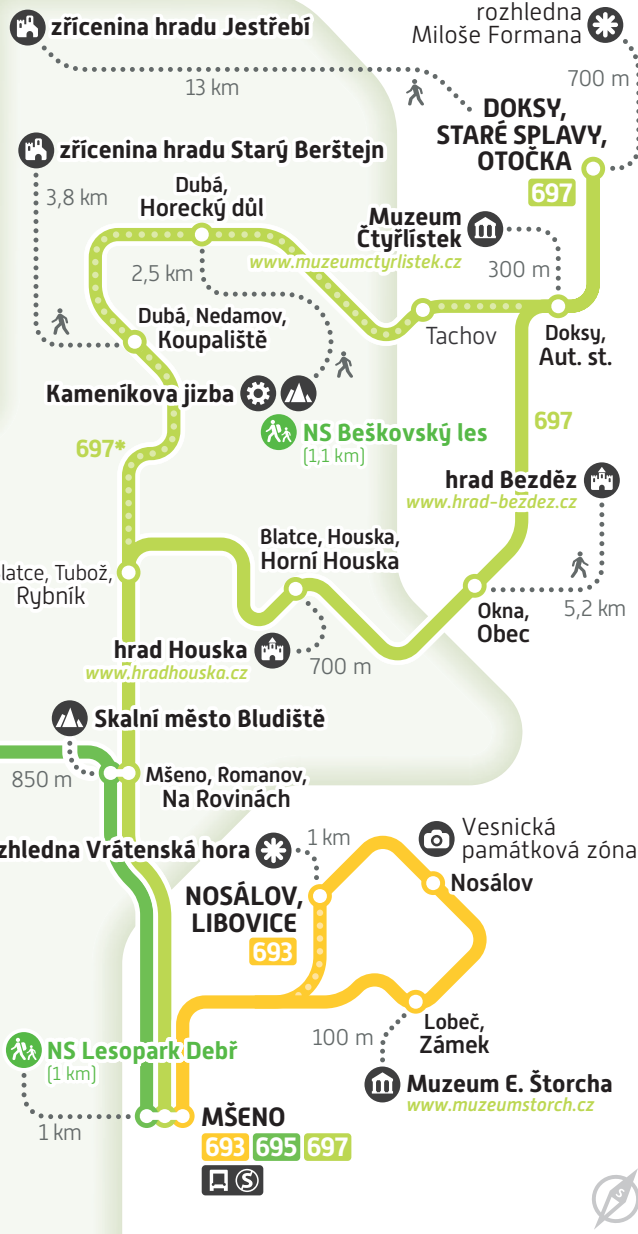 zřícenina hradu Jestřebí
13 km
rozhledna
Miloše Formana
700 m
DOKSY,
STARÉ SPLAVY,
OTOČKA
697
zřícenina hradu Starý Berštejn
3,8 km
Dubá,
Horecký důl
2,5 km
Muzeum
Čtyřlístek
www.muzeumctyrlistek.cz
300 m
Dubá, Nedamov,
Koupaliště
Tachov
Doksy,
Aut. st.
Kameníkova jizba
NS Beškovský les
(1,1 km)
697*
697
hrad Bezděz
www.hrad-bezdez.cz
5,2 km
Blatce, Houska,
Horní Houska
latce, Tubož,
Rybník
Okna,
Obec
hrad Houska
www.hradhouska.cz
700 m
Skalní město Bludiště
850 m
Mšeno, Romanov,
Na Rovinách
zhledna Vrátenská hora
1 km
Vesnická
památková zóna
Nosálov
NOSÁLOV,
LIBOVICE
693
Lobeč,
Zámek
100 m
NS Lesopark Debř
(1 km)
1 km
Muzeum E. Štorcha
www.muzeumstorch.cz
MŠENO
693 695 697
S
S